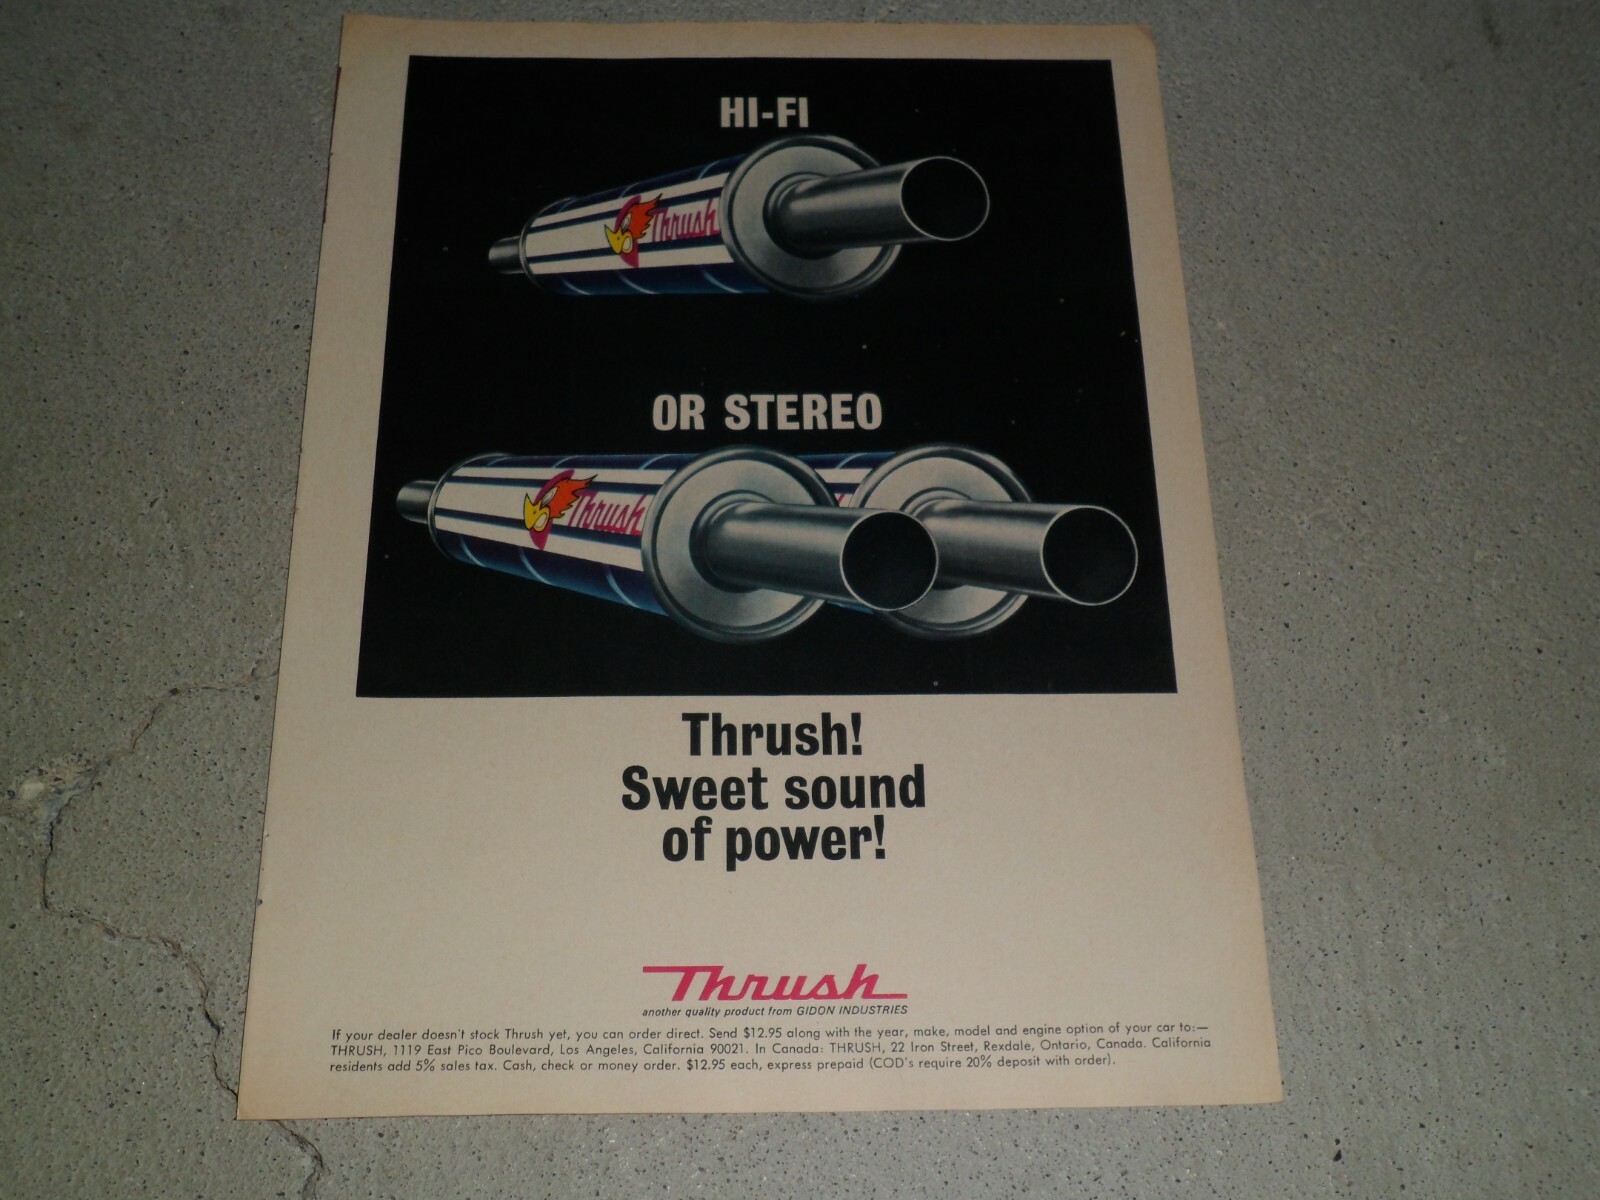 HI-FI
Thrush
OR STEREO
Thrush
Thrush!
Sweet sound
of power!
Thrush
another quality product from GIDON INDUSTRIES
If your dealer doesn't stock Thrush yet, you can order direct. Send $12.95 along with the year, make, model and engine option of your car to:—
THRUSH, 1119 East Pico Boulevard, Los Angeles, California 90021. In Canada: THRUSH, 22 Iron Street, Rexdale, Ontario, Canada. California
residents add 5% sales tax. Cash, check or money order. $12.95 each, express prepaid (COD's require 20% deposit with order).